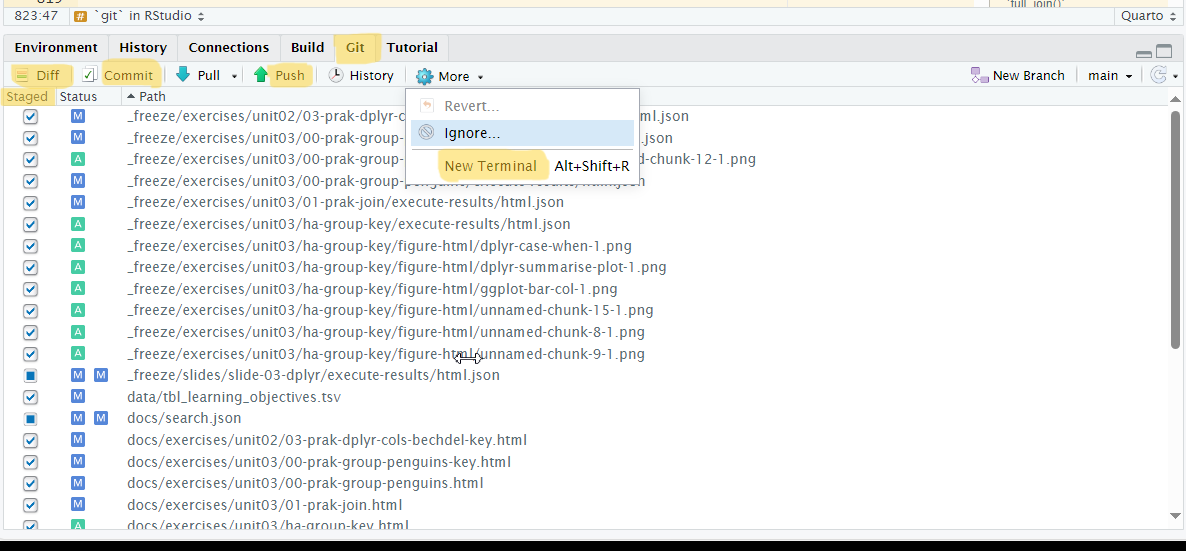 823:47 # `git` in RStudio Quarto
Environment History Connections Build Git Tutorial
Diff Commit Pull Push History More New Branch main
Staged Status Path
M _freeze/exercises/unit02/03-prak-dplyr-c ml.json
Revert...
M _freeze/exercises/unit03/00-prak-group- .json
Ignore...
A _freeze/exercises/unit03/00-prak-group- d-chunk-12-1.png
New Terminal Alt+Shift+R
M _freeze/exercises/unit03/00-prak-group-
M _freeze/exercises/unit03/01-prak-join/execute-results/html.json
A _freeze/exercises/unit03/ha-group-key/execute-results/html.json
A _freeze/exercises/unit03/ha-group-key/figure-html/dplyr-case-when-1.png
A _freeze/exercises/unit03/ha-group-key/figure-html/dplyr-summarise-plot-1.png
A _freeze/exercises/unit03/ha-group-key/figure-html/ggplot-bar-col-1.png
A _freeze/exercises/unit03/ha-group-key/figure-html/unnamed-chunk-15-1.png
A _freeze/exercises/unit03/ha-group-key/figure-html/unnamed-chunk-8-1.png
A _freeze/exercises/unit03/ha-group-key/figure-html/unnamed-chunk-9-1.png
M M _freeze/slides/slide-03-dplyr/execute-results/html.json
M data/tbl_learning_objectives.tsv
M M docs/search.json
M docs/exercises/unit02/03-prak-dplyr-cols-bechdel-key.html
M docs/exercises/unit03/00-prak-group-penguins-key.html
M docs/exercises/unit03/00-prak-group-penguins.html
M docs/exercises/unit03/01-prak-join.html
A docs/exercises/unit03/ha-group-key.html